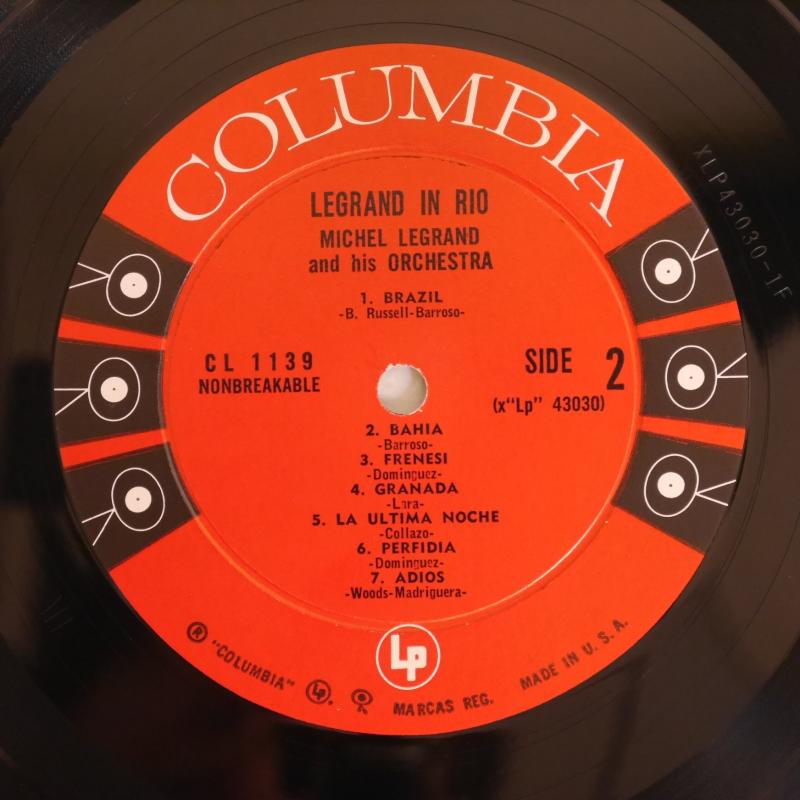 COLUMBIA
LEGRAND IN RIO
MICHEL LEGRAND
and his ORCHESTRA
1. BRAZIL
-B. Russell-Barroso-
CL 1139
NONBREAKABLE
SIDE 2
(x"Lp" 43030)
2. BAHIA
-Barroso-
3. FRENESI
-Dominguez-
4. GRANADA
-Lara-
5. LA ULTIMA NOCHE
-Collazo-
6. PERFIDIA
-Dominguez-
7. ADIOS
-Woods-Madriguera-
Lp
® "COLUMBIA" Lp. MARCAS REG. MADE IN U. S. A.
XLP43030-1F